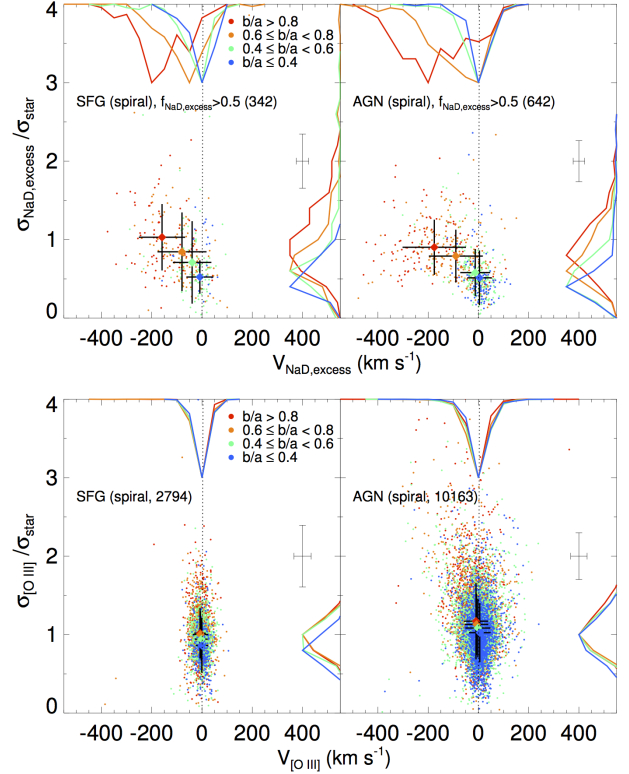 4
3
2
1
0
σNaD,excess /σstar
b/a > 0.8
0.6 ≤ b/a < 0.8
0.4 ≤ b/a < 0.6
b/a ≤ 0.4
SFG (spiral), fNaD,excess>0.5 (342)
AGN (spiral), fNaD,excess>0.5 (642)
-400 -200 0 200 400
-400 -200 0 200 400
VNaD,excess (km s-1)
4
3
2
1
0
σ[O III]/σstar
b/a > 0.8
0.6 ≤ b/a < 0.8
0.4 ≤ b/a < 0.6
b/a ≤ 0.4
SFG (spiral, 2794)
AGN (spiral, 10163)
-400 -200 0 200 400
-400 -200 0 200 400
V[O III] (km s-1)